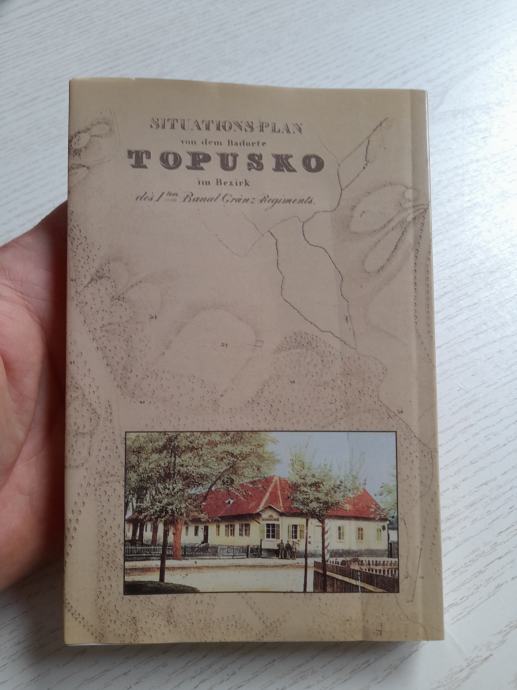 SITUATIONS-PLAN
von dem Badorte
TOPUSKO
im Bezirk
des 1ten Banal Gränz-Regiments.